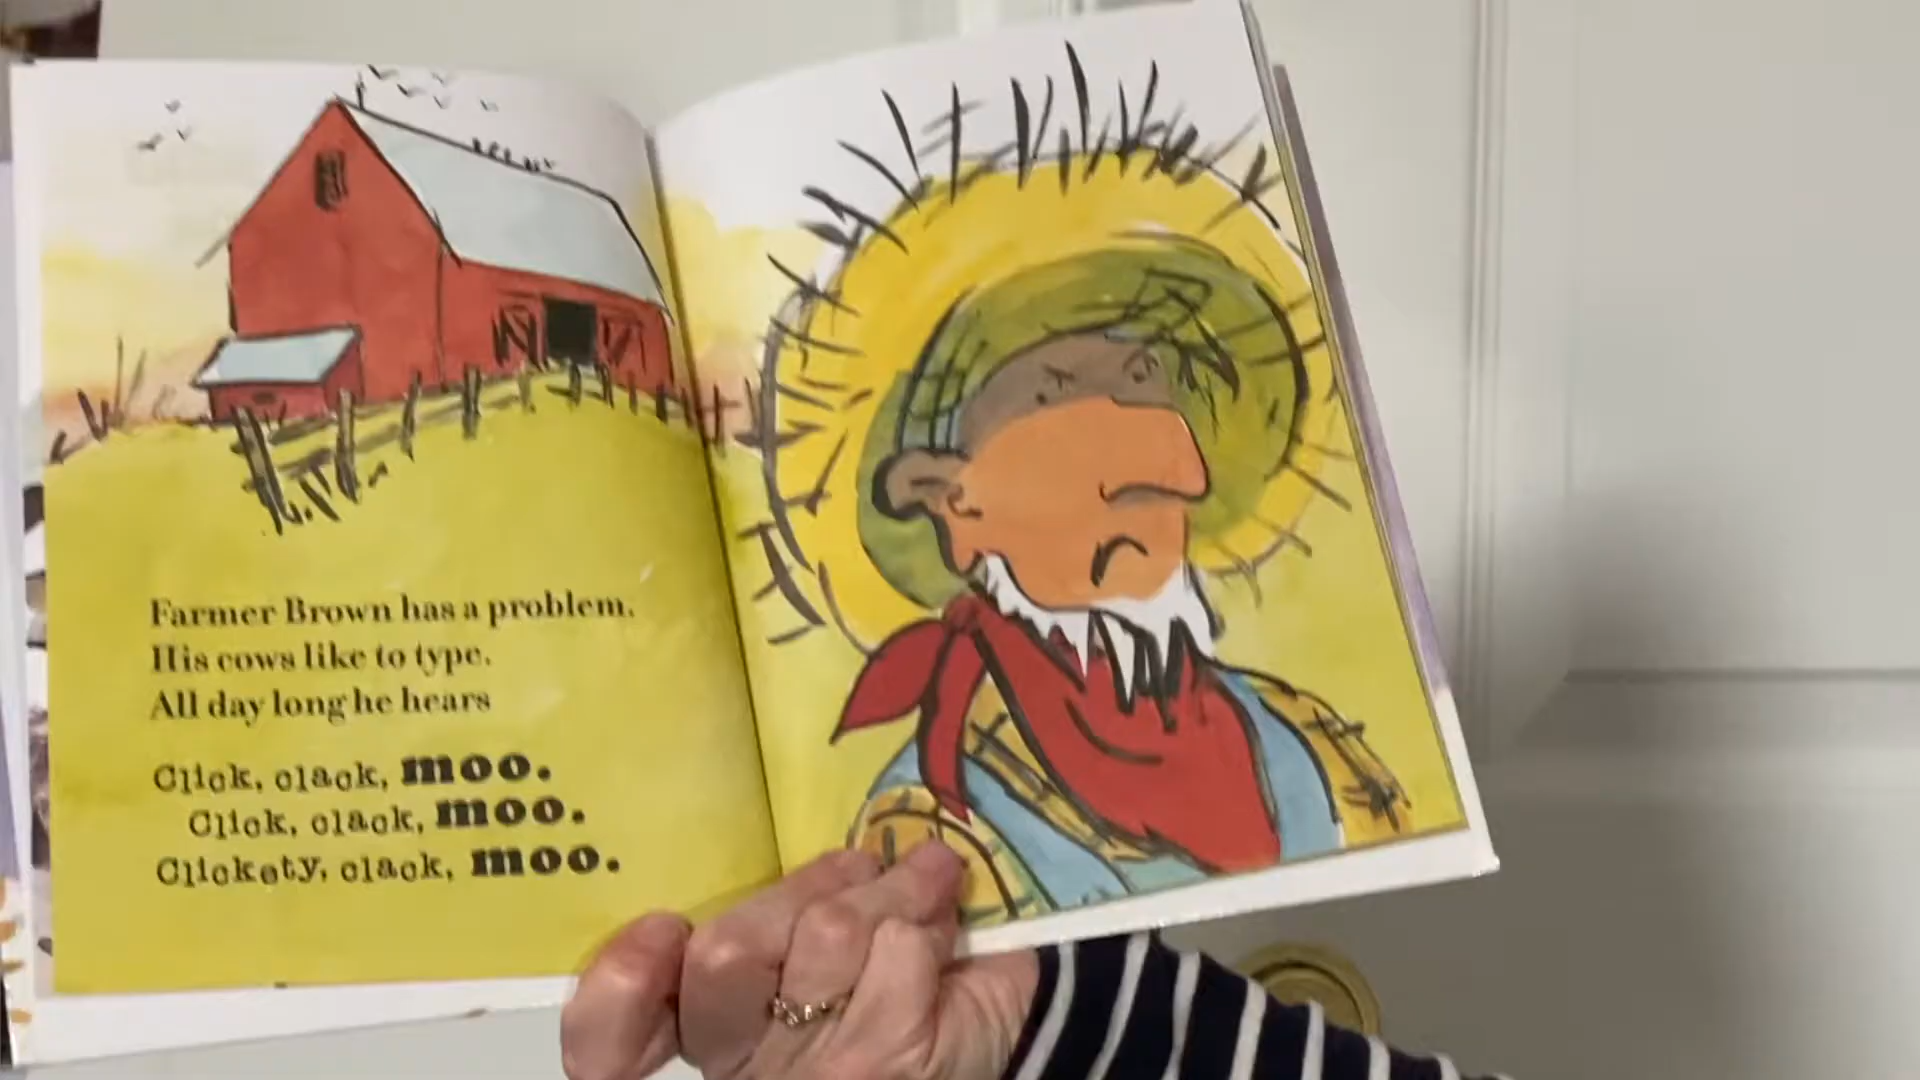 Farmer Brown has a problem.
His cows like to type.
All day long he hears
Click, clack, moo.
Click, clack, moo.
Clickety, clack, moo.